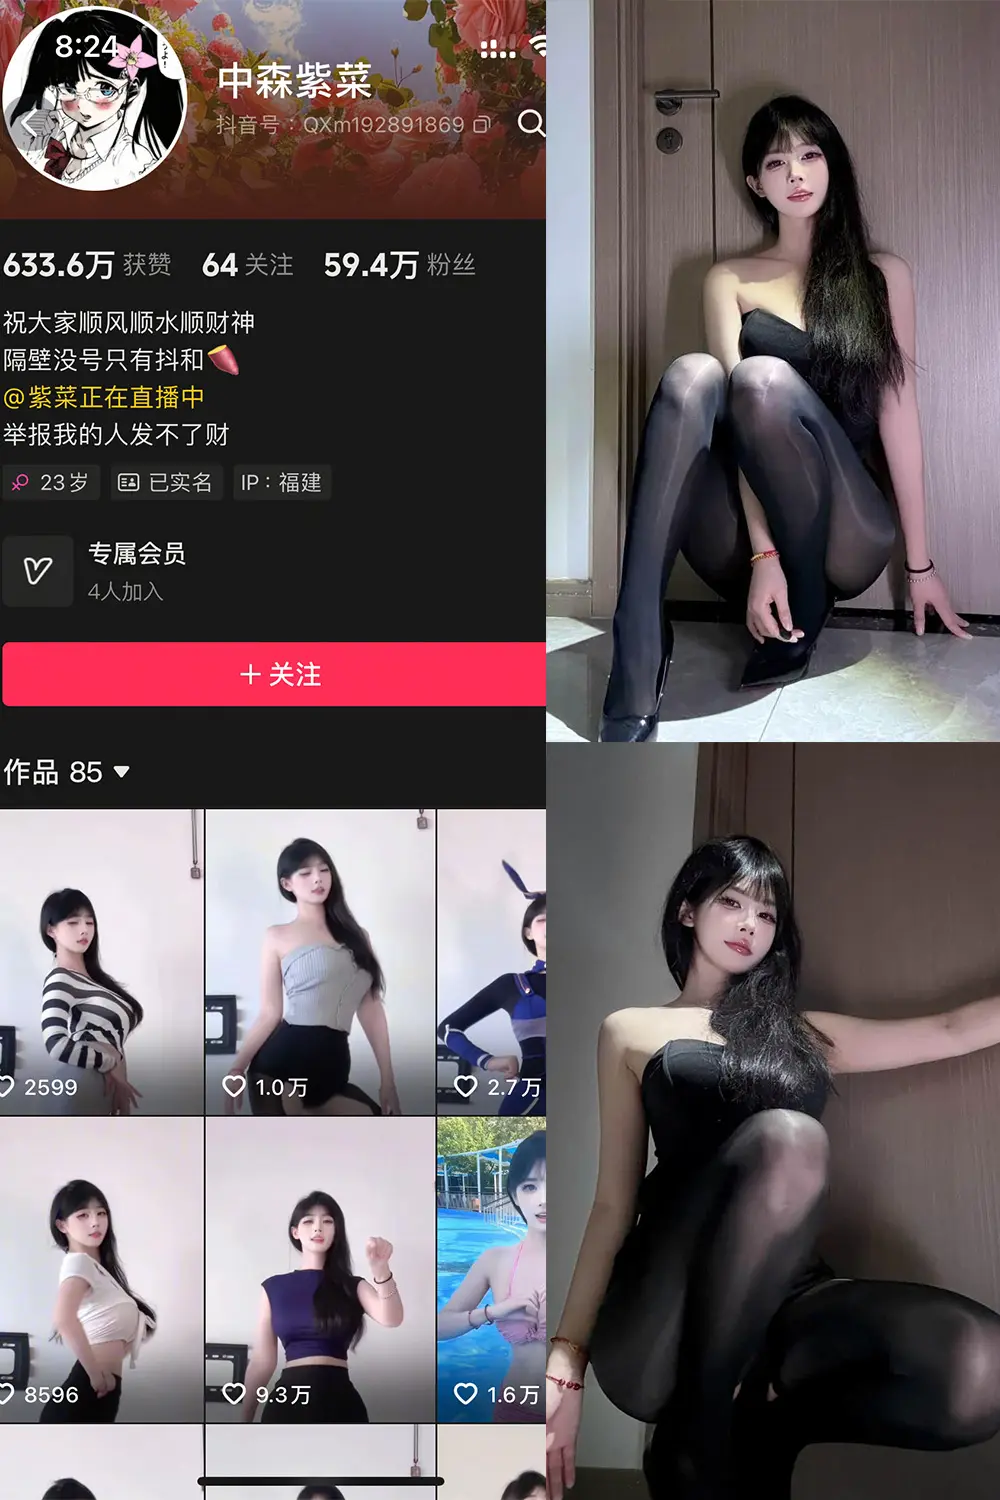 8:24
中森紫菜
抖音号：QXm192891869
633.6万 获赞 64 关注 59.4万 粉丝
祝大家顺风顺水顺财神
隔壁没号只有抖和🍠
@紫菜正在直播中
举报我的人发不了财
23岁 已实名 IP：福建
专属会员
4人加入
+ 关注
作品 85
2599 1.0万 2.7万
8596 9.3万 1.6万